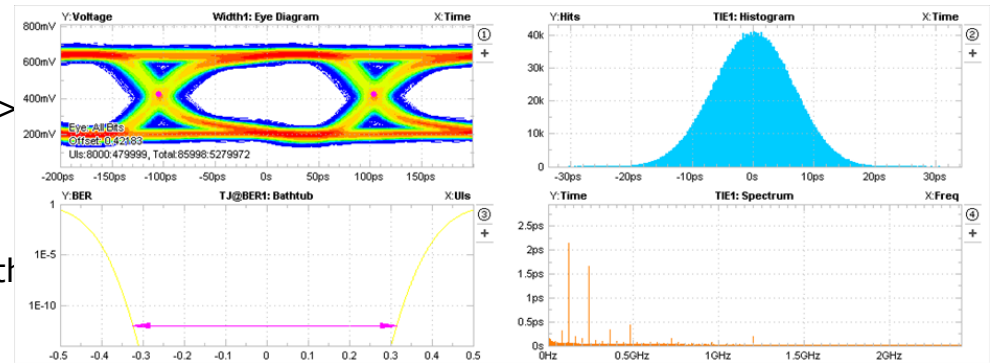 Y:Voltage Width1: Eye Diagram X:Time
800mV
600mV
400mV
200mV
Eye: All Bits
Offset: 0.42183
UIs:8000:479999, Total:85998:5279972
-200ps -150ps -100ps -50ps 0ps 50ps 100ps 150ps
①
+
Y:Hits TIE1: Histogram X:Time
40k
30k
20k
10k
0
-30ps -20ps -10ps 0ps 10ps 20ps 30ps
②
+
>
Y:BER TJ@BER1: Bathtub X:UIs
1
1E-5
1E-10
-0.5 -0.4 -0.3 -0.2 -0.1 0 0.1 0.2 0.3 0.4 0.5
③
+
Y:Time TIE1: Spectrum X:Freq
2.5ps
2ps
1.5ps
1ps
0.5ps
0s
0Hz 0.5GHz 1GHz 1.5GHz 2GHz
④
+